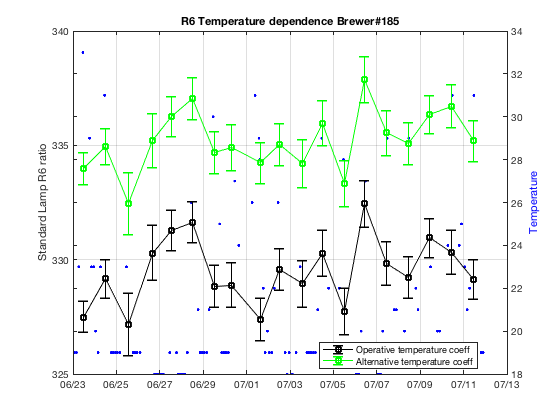 R6 Temperature dependence Brewer#185
340
335
330
325
Standard Lamp R6 ratio
34
32
30
28
26
24
22
20
18
Temperature
Operative temperature coeff
Alternative temperature coeff
06/23 06/25 06/27 06/29 07/01 07/03 07/05 07/07 07/09 07/11 07/13